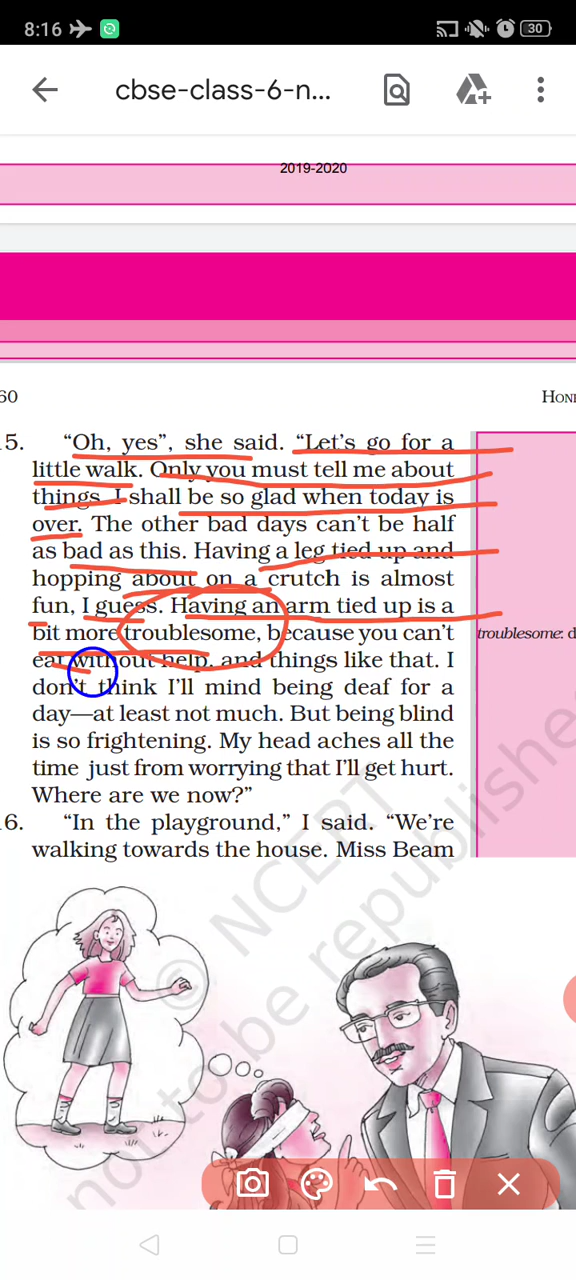 8:16
30
cbse-class-6-n...
2019-2020
60
HONE
15. “Oh, yes”, she said. “Let’s go for a
little walk. Only you must tell me about
things. I shall be so glad when today is
over. The other bad days can’t be half
as bad as this. Having a leg tied up and
hopping about on a crutch is almost
fun, I guess. Having an arm tied up is a
bit more troublesome, because you can’t
troublesome: d
eat without help, and things like that. I
don’t think I’ll mind being deaf for a
day—at least not much. But being blind
is so frightening. My head aches all the
time just from worrying that I’ll get hurt.
Where are we now?”
16. “In the playground,” I said. “We’re
walking towards the house. Miss Beam
© NCERT
not to be republished